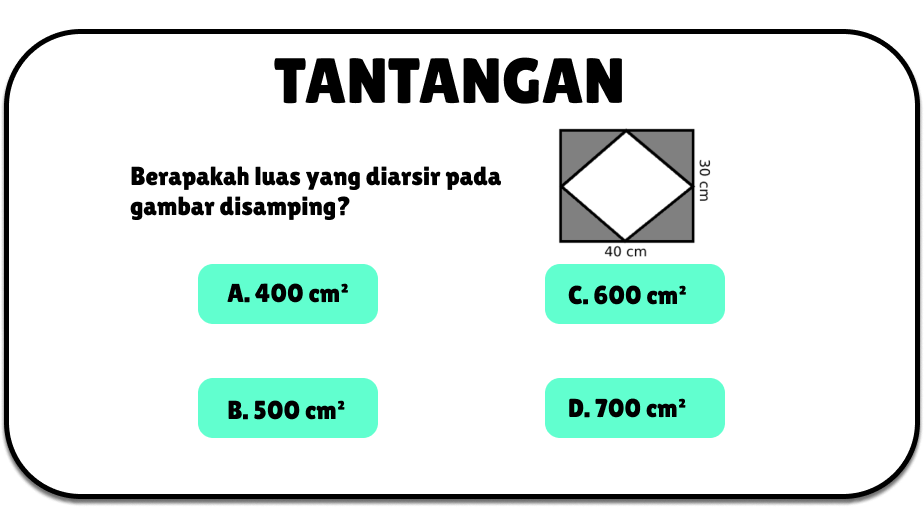 TANTANGAN
Berapakah luas yang diarsir pada
gambar disamping?
30 cm
40 cm
A. 400 cm²
C. 600 cm²
B. 500 cm²
D. 700 cm²